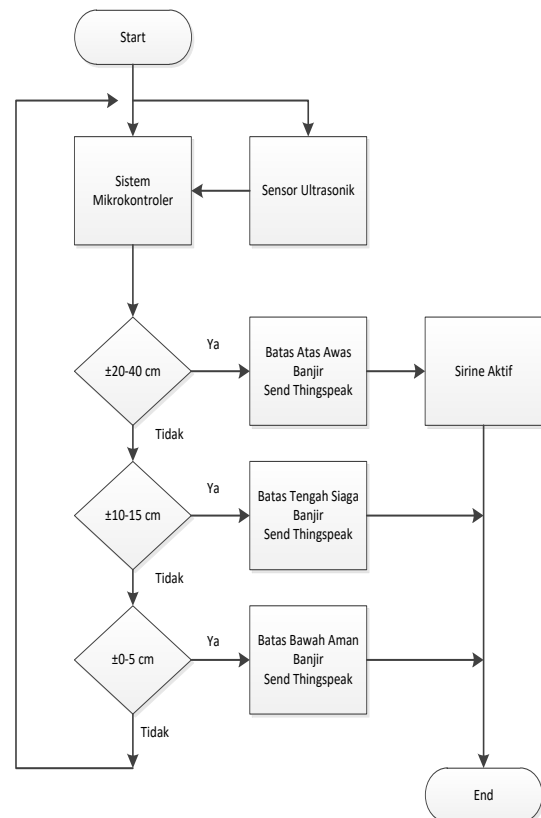 Start
Sistem
Mikrokontroler
Sensor Ultrasonik
±20-40 cm
Ya
Batas Atas Awas
Banjir
Send Thingspeak
Sirine Aktif
Tidak
±10-15 cm
Ya
Batas Tengah Siaga
Banjir
Send Thingspeak
Tidak
±0-5 cm
Ya
Batas Bawah Aman
Banjir
Send Thingspeak
Tidak
End